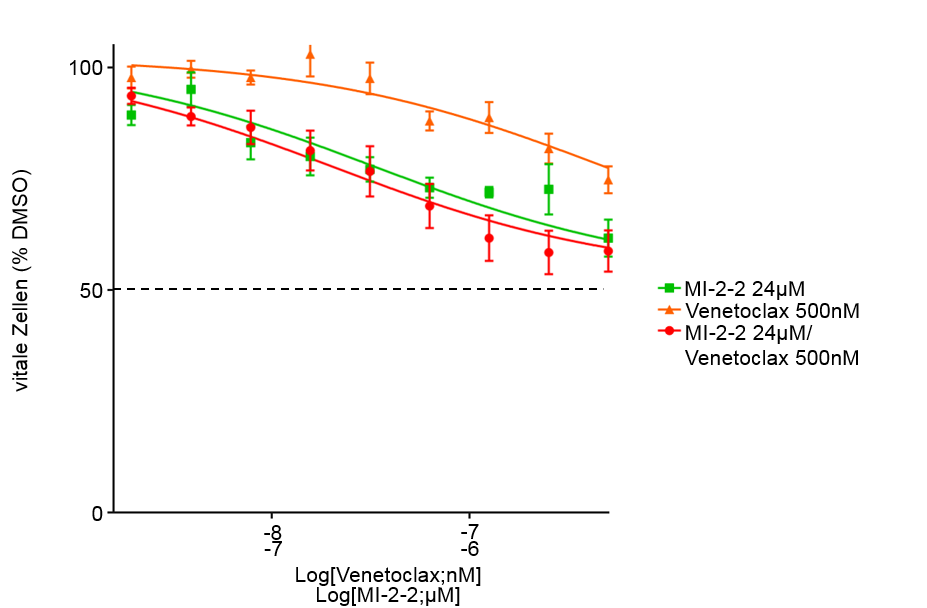 vitale Zellen (% DMSO)
100
50
0
-8 -7
-7 -6
Log[Venetoclax;nM]
Log[MI-2-2;µM]
MI-2-2 24µM
Venetoclax 500nM
MI-2-2 24µM/
Venetoclax 500nM